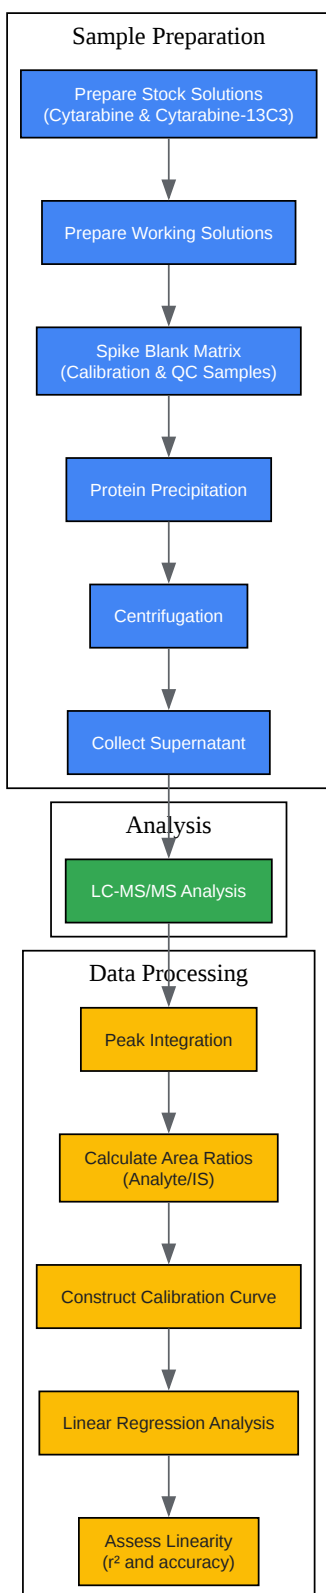 Sample Preparation
Prepare Stock Solutions
(Cytarabine & Cytarabine-13C3)
Prepare Working Solutions
Spike Blank Matrix
(Calibration & QC Samples)
Protein Precipitation
Centrifugation
Collect Supernatant
Analysis
LC-MS/MS Analysis
Data Processing
Peak Integration
Calculate Area Ratios
(Analyte/IS)
Construct Calibration Curve
Linear Regression Analysis
Assess Linearity
(r² and accuracy)